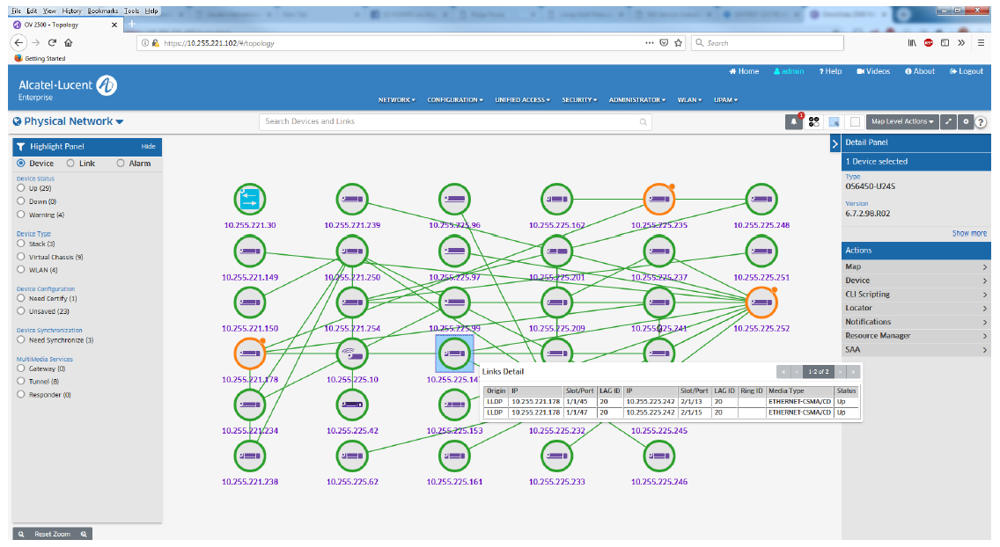 File Edit View History Bookmarks Tools Help
OV 2500 - Topology
https://10.255.221.102/#/topology
Search
Getting Started
Alcatel·Lucent
Enterprise
Home admin ? Help Videos About Logout
NETWORK CONFIGURATION UNIFIED ACCESS SECURITY ADMINISTRATOR WLAN UPAM
Physical Network
Search Devices and Links
1
Map Level Actions
?
Highlight Panel Hide
Device Link Alarm
Device Status
Up (29)
Down (0)
Warning (4)
Device Type
Stack (3)
Virtual Chassis (9)
WLAN (4)
Device Configuration
Need Certify (1)
Unsaved (23)
Device Synchronization
Need Synchronize (3)
MultiMedia Services
Gateway (0)
Tunnel (8)
Responder (0)
Reset Zoom
10.255.221.30 10.255.221.239 10.255.225.96 10.255.225.162 10.255.225.235 10.255.225.248
10.255.221.149 10.255.221.250 10.255.225.97 10.255.225.201 10.255.225.237 10.255.225.251
10.255.221.150 10.255.221.254 10.255.225.99 10.255.225.209 10.255.225.241 10.255.225.252
10.255.221.178 10.255.225.10 10.255.225.14
10.255.221.234 10.255.225.42 10.255.225.153 10.255.225.232 10.255.225.245
10.255.221.238 10.255.225.62 10.255.225.161 10.255.225.233 10.255.225.246
Links Detail 1-2 of 2
Origin IP Slot/Port LAG ID IP Slot/Port LAG ID Ring ID Media Type Status
LLDP 10.255.221.178 1/1/45 20 10.255.225.242 2/1/13 20 ETHERNET-CSMA/CD Up
LLDP 10.255.221.178 1/1/47 20 10.255.225.242 2/1/15 20 ETHERNET-CSMA/CD Up
Detail Panel
1 Device selected
Type
OS6450-U24S
Version
6.7.2.98.R02
Show more
Actions
Map
Device
CLI Scripting
Locator
Notifications
Resource Manager
SAA